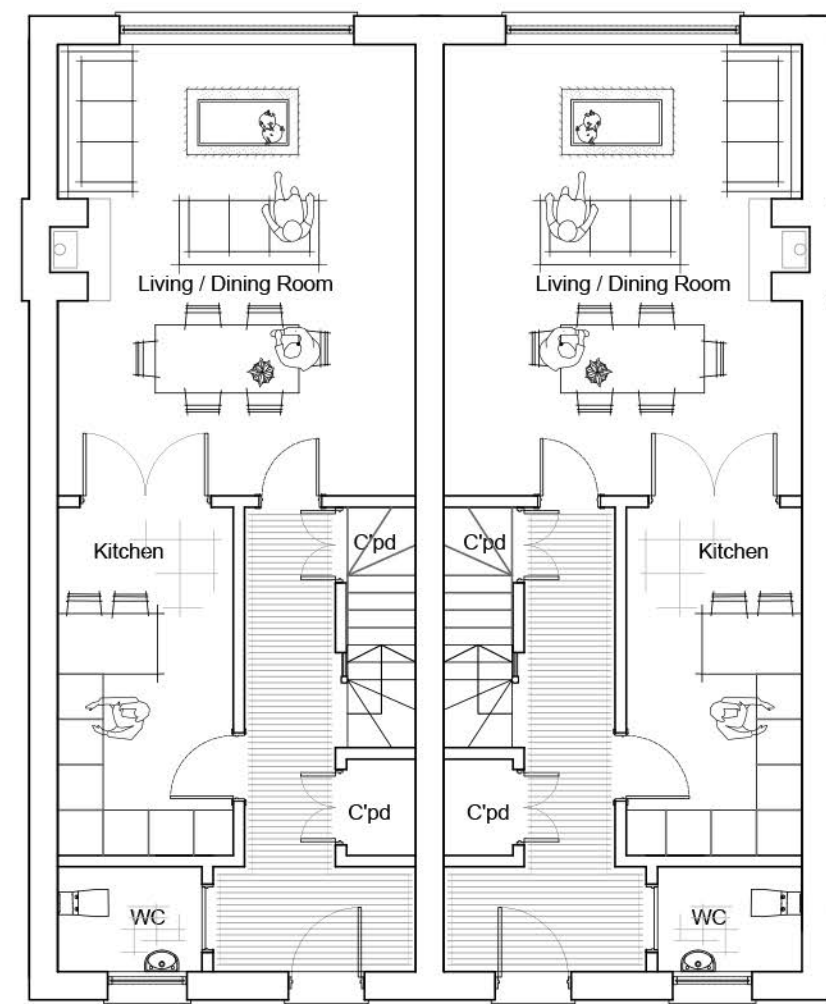 Living / Dining Room
Living / Dining Room
Kitchen
C'pd
C'pd
Kitchen
C'pd
C'pd
WC
WC